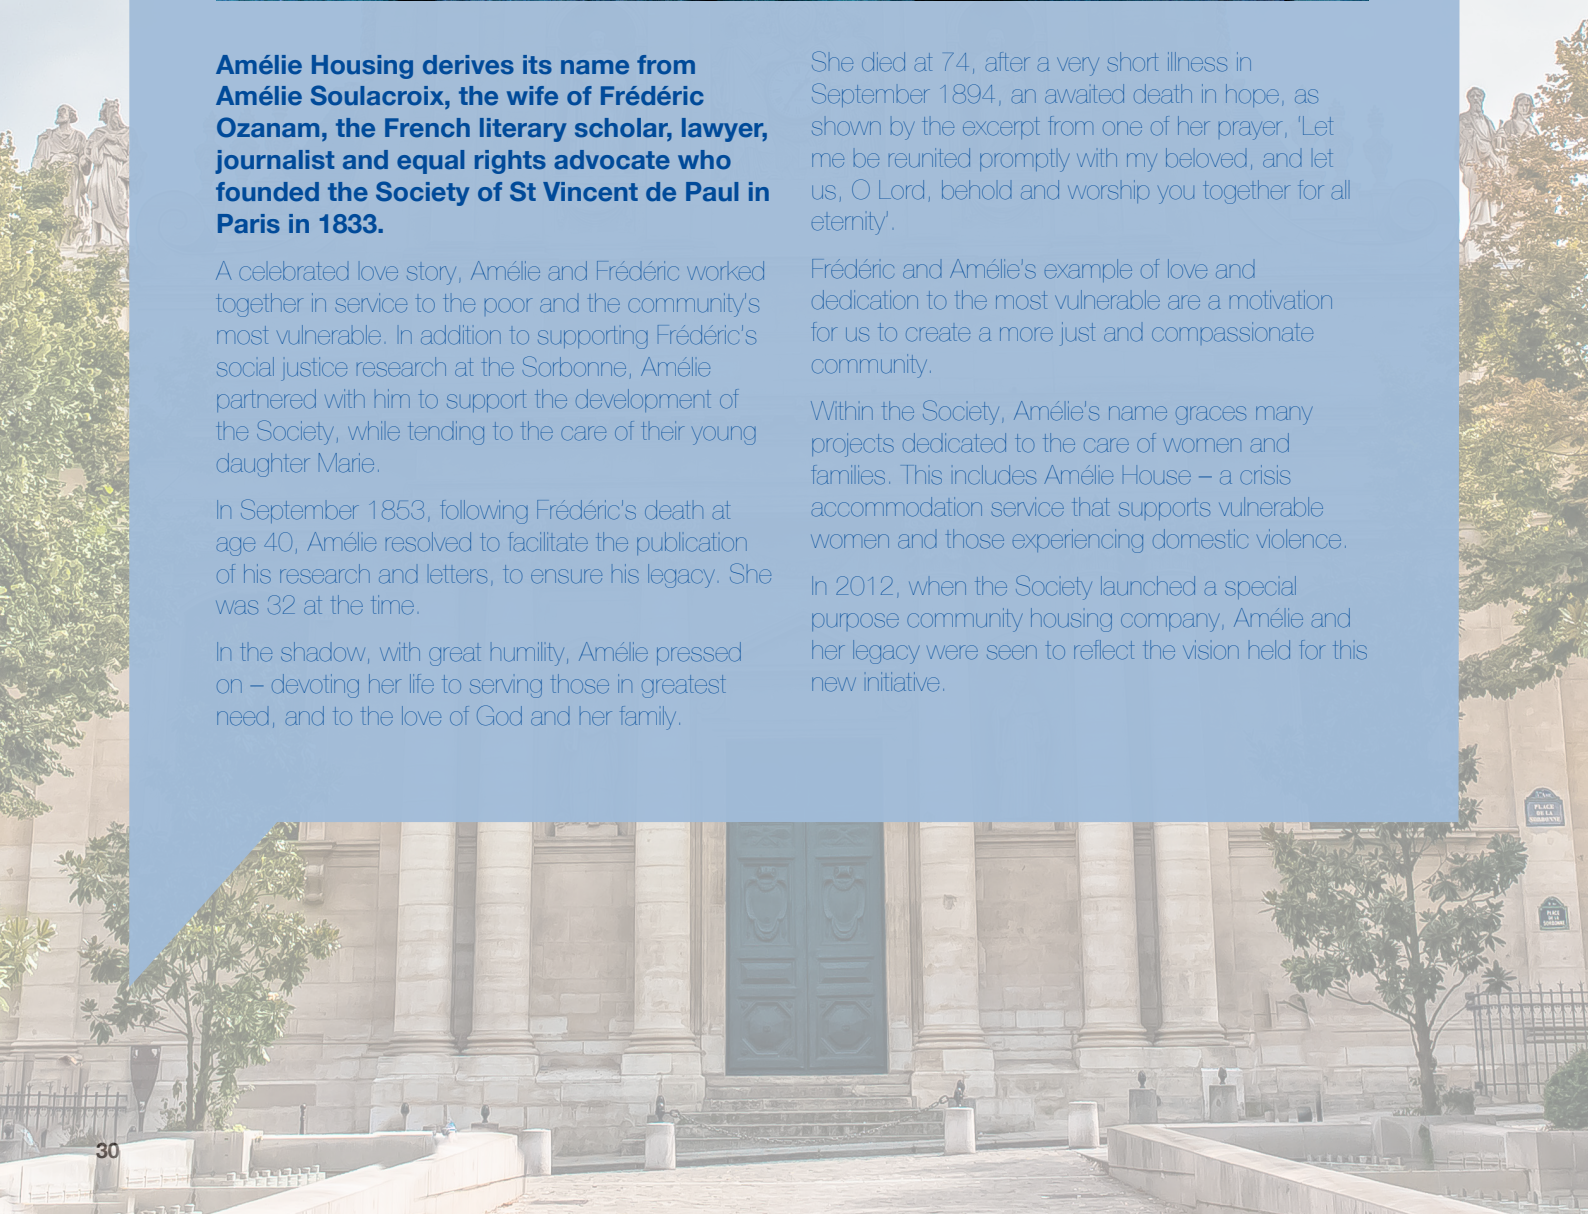 Amélie Housing derives its name from
Amélie Soulacroix, the wife of Frédéric
Ozanam, the French literary scholar, lawyer,
journalist and equal rights advocate who
founded the Society of St Vincent de Paul in
Paris in 1833.
A celebrated love story, Amélie and Frédéric worked
together in service to the poor and the community's
most vulnerable. In addition to supporting Frédéric's
social justice research at the Sorbonne, Amélie
partnered with him to support the development of
the Society, while tending to the care of their young
daughter Marie.
In September 1853, following Frédéric's death at
age 40, Amélie resolved to facilitate the publication
of his research and letters, to ensure his legacy. She
was 32 at the time.
In the shadow, with great humility, Amélie pressed
on – devoting her life to serving those in greatest
need, and to the love of God and her family.
She died at 74, after a very short illness in
September 1894, an awaited death in hope, as
shown by the excerpt from one of her prayer, 'Let
me be reunited promptly with my beloved, and let
us, O Lord, behold and worship you together for all
eternity'.
Frédéric and Amélie's example of love and
dedication to the most vulnerable are a motivation
for us to create a more just and compassionate
community.
Within the Society, Amélie's name graces many
projects dedicated to the care of women and
families. This includes Amélie House – a crisis
accommodation service that supports vulnerable
women and those experiencing domestic violence.
In 2012, when the Society launched a special
purpose community housing company, Amélie and
her legacy were seen to reflect the vision held for this
new initiative.
PLACE
DE LA
SORBONNE
PLACE
DE LA
SORBONNE
30